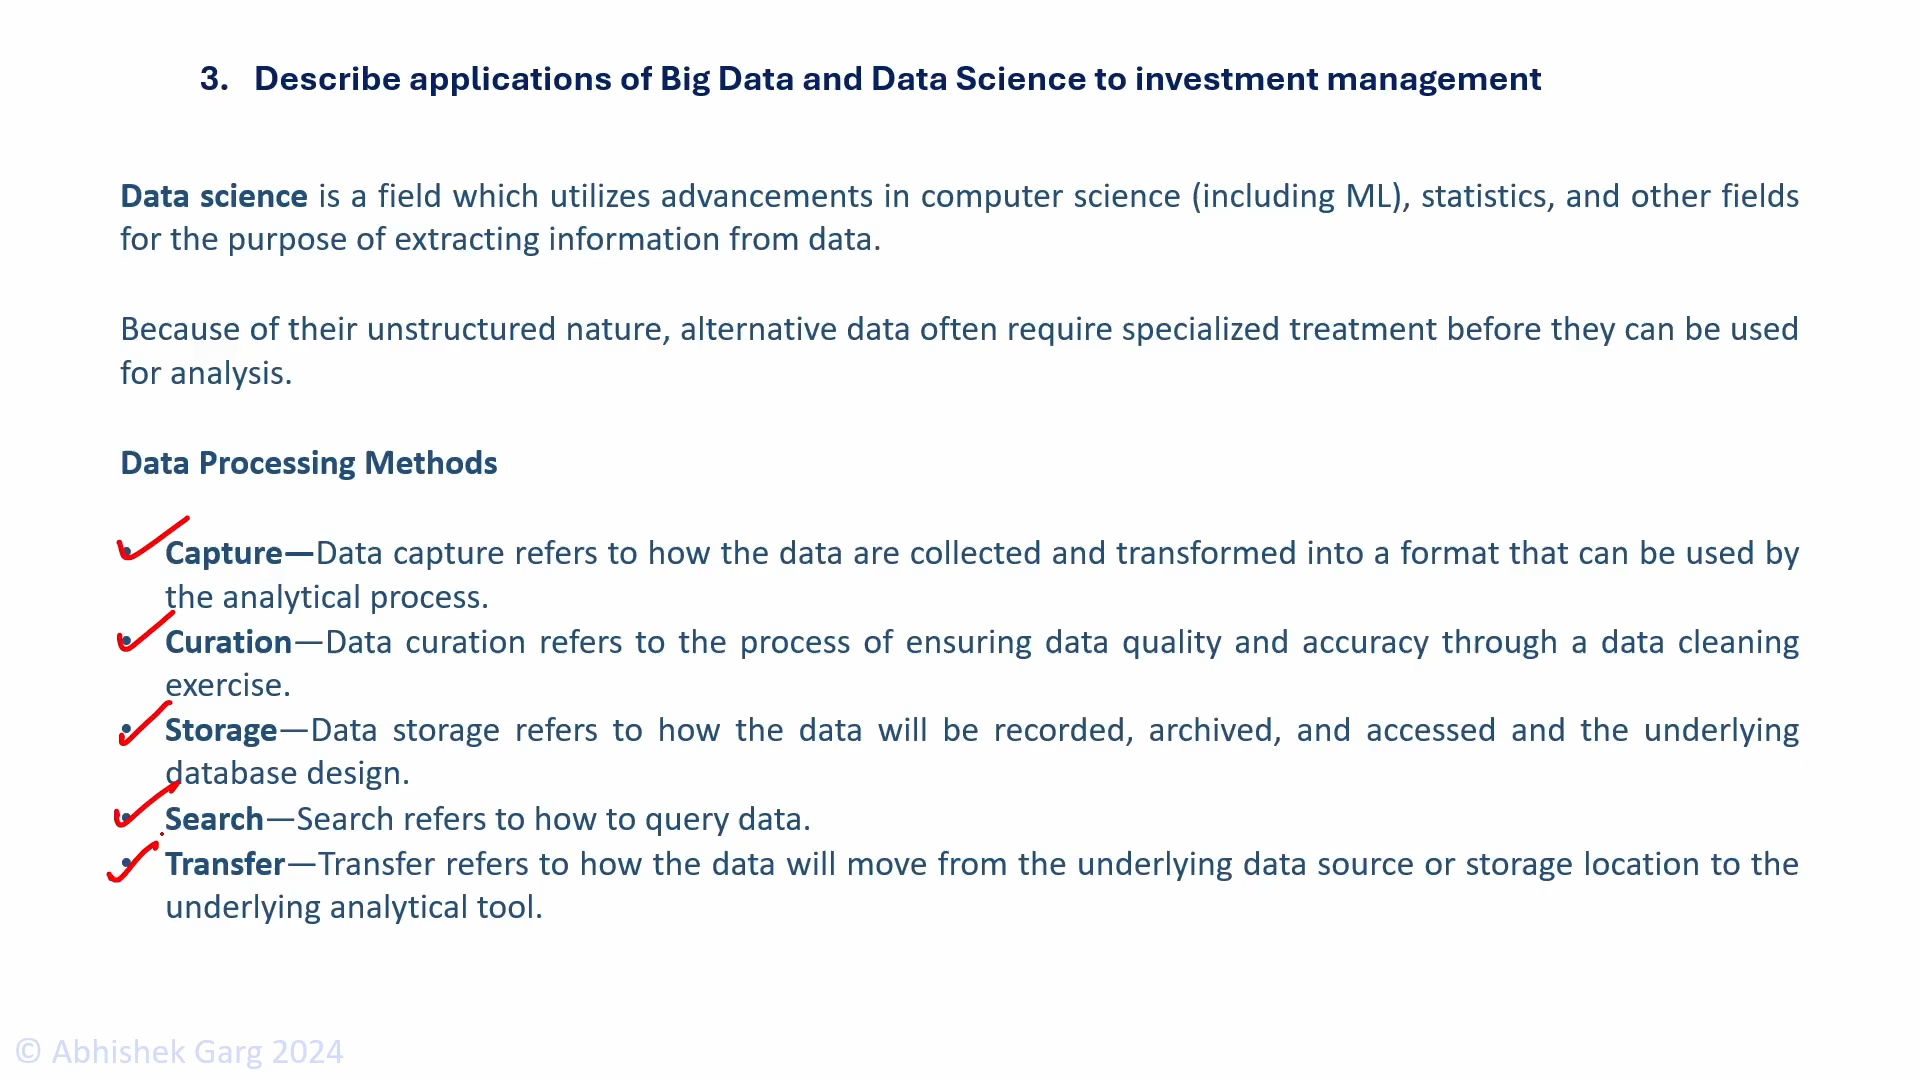 3. Describe applications of Big Data and Data Science to investment management
Data science is a field which utilizes advancements in computer science (including ML), statistics, and other fields
for the purpose of extracting information from data.
Because of their unstructured nature, alternative data often require specialized treatment before they can be used
for analysis.
Data Processing Methods
• Capture—Data capture refers to how the data are collected and transformed into a format that can be used by
the analytical process.
• Curation—Data curation refers to the process of ensuring data quality and accuracy through a data cleaning
exercise.
• Storage—Data storage refers to how the data will be recorded, archived, and accessed and the underlying
database design.
• Search—Search refers to how to query data.
• Transfer—Transfer refers to how the data will move from the underlying data source or storage location to the
underlying analytical tool.
© Abhishek Garg 2024